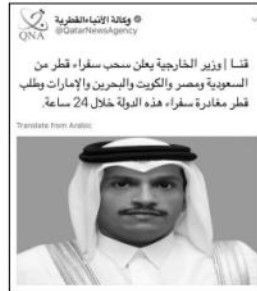 QNA
وكالة الأنباء القطرية
@QatarNewsAgency
قنا | وزير الخارجية يعلن سحب سفراء قطر من
السعودية ومصر والكويت والبحرين والإمارات وطلب
قطر مغادرة سفراء هذه الدولة خلال 24 ساعة.
Translate from Arabic